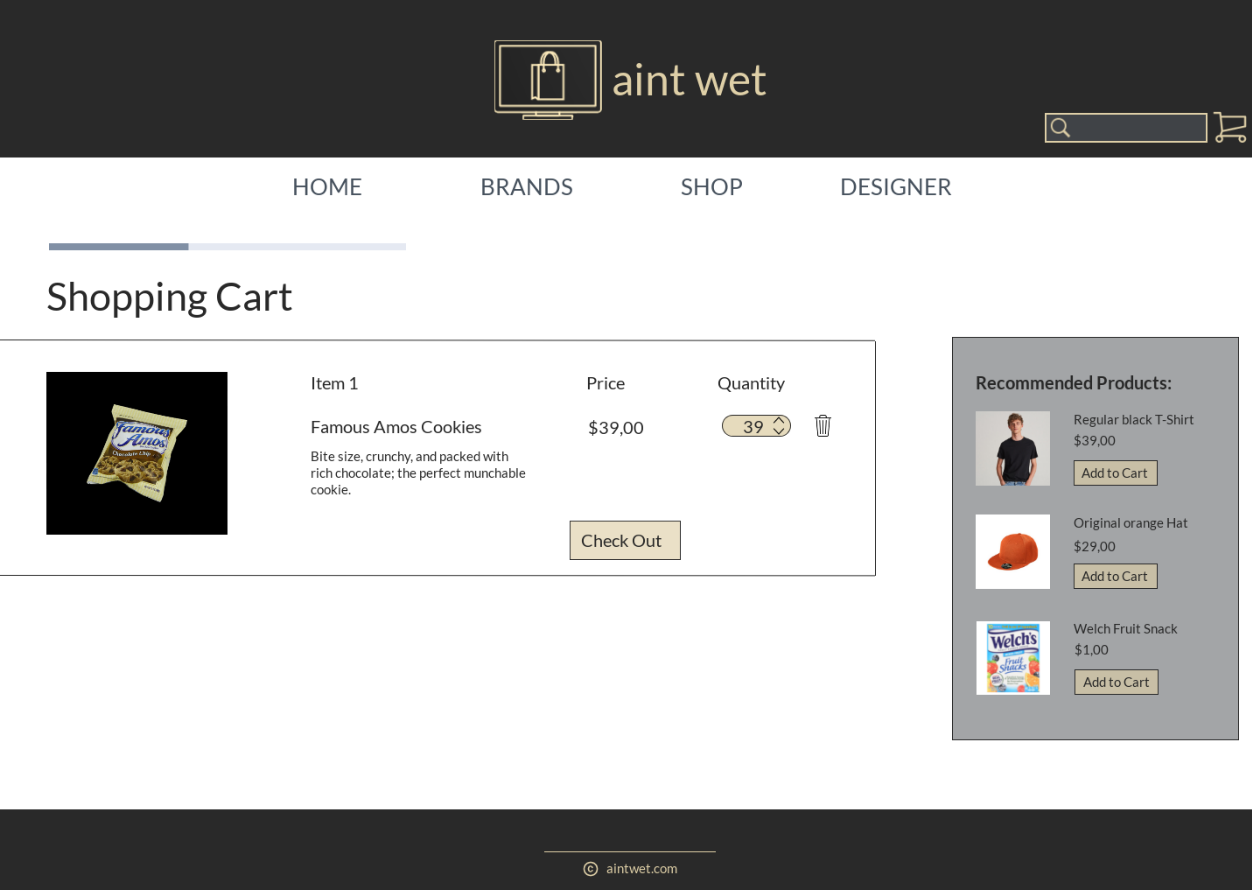 aint wet
HOME BRANDS SHOP DESIGNER
Shopping Cart
Item 1 Price Quantity
Famous Amos Cookies $39,00 39
Bite size, crunchy, and packed with
rich chocolate; the perfect munchable
cookie.
Check Out
Famous
Amos
Chocolate Chip
Recommended Products:
Regular black T-Shirt
$39,00
Add to Cart
Original orange Hat
$29,00
Add to Cart
Welch's
Fruit
Snacks
Welch Fruit Snack
$1,00
Add to Cart
© aintwet.com